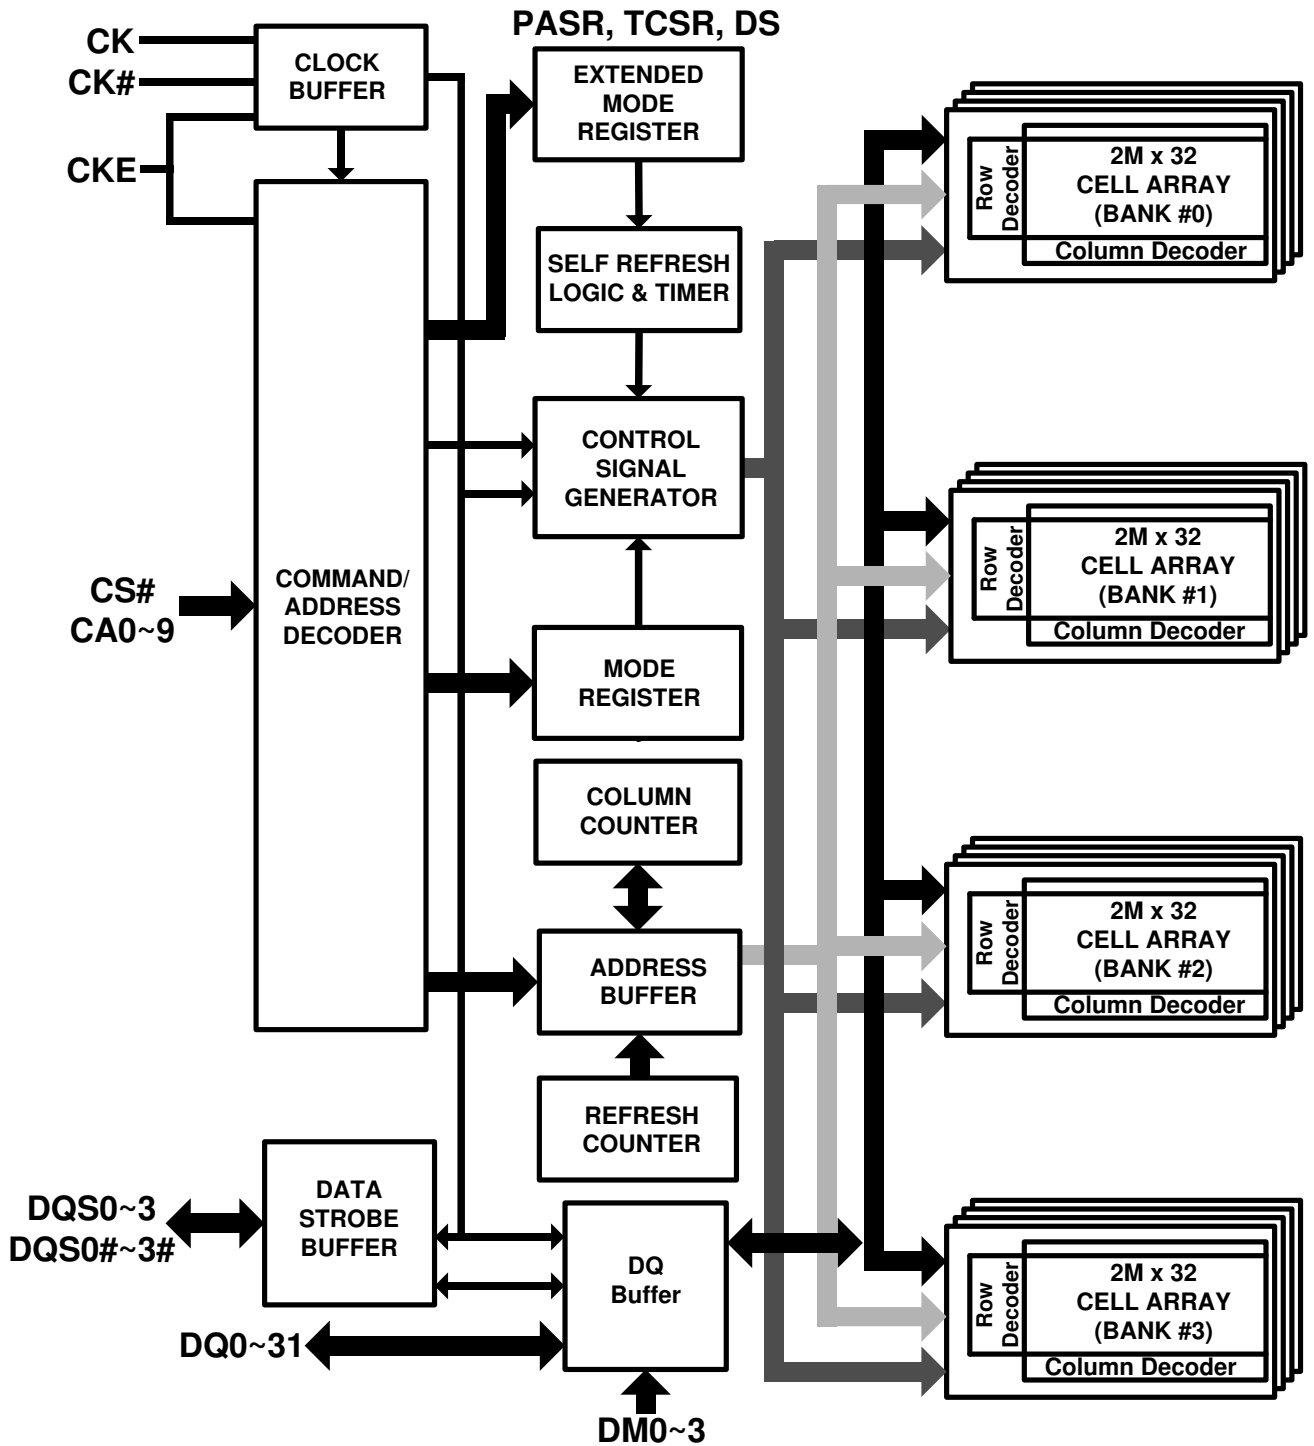 PASR, TCSR, DS
CK
CK#
CKE
CLOCK
BUFFER
EXTENDED
MODE
REGISTER
SELF REFRESH
LOGIC & TIMER
CONTROL
SIGNAL
GENERATOR
CS#
CA0~9
COMMAND/
ADDRESS
DECODER
MODE
REGISTER
COLUMN
COUNTER
ADDRESS
BUFFER
REFRESH
COUNTER
DQS0~3
DQS0#~3#
DATA
STROBE
BUFFER
DQ
Buffer
DQ0~31
DM0~3
Row
Decoder
2M x 32
CELL ARRAY
(BANK #0)
Column Decoder
Row
Decoder
2M x 32
CELL ARRAY
(BANK #1)
Column Decoder
Row
Decoder
2M x 32
CELL ARRAY
(BANK #2)
Column Decoder
Row
Decoder
2M x 32
CELL ARRAY
(BANK #3)
Column Decoder